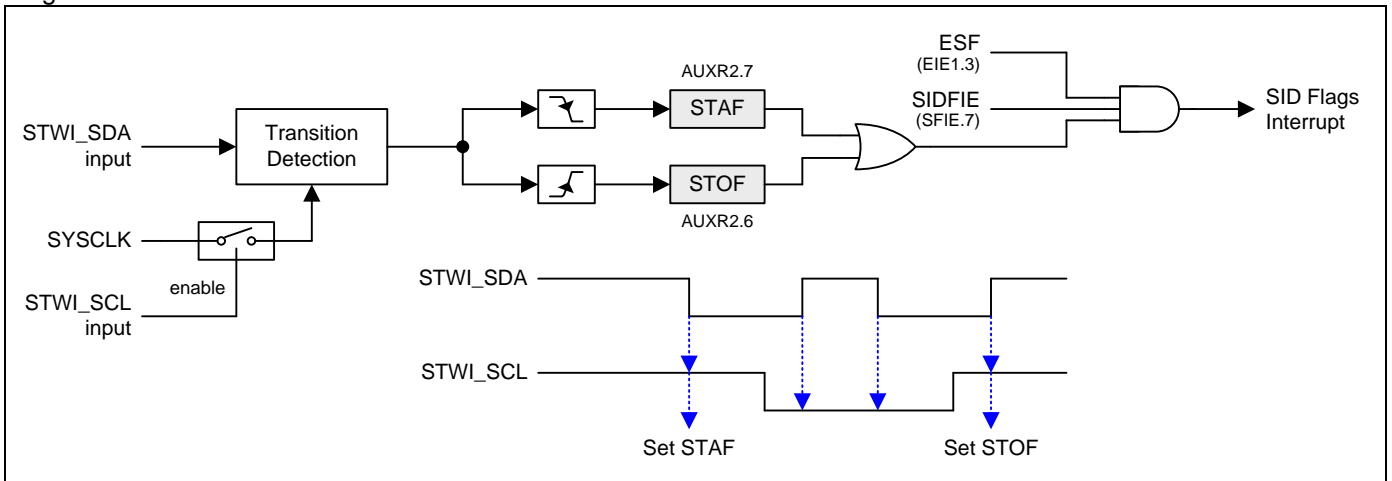 ESF
(EIE1.3)
AUXR2.7
STAF
SIDFIE
(SFIE.7)
SID Flags
Interrupt
STWI_SDA
input
Transition
Detection
STOF
AUXR2.6
SYSCLK
enable
STWI_SCL
input
STWI_SDA
STWI_SCL
Set STAF
Set STOF